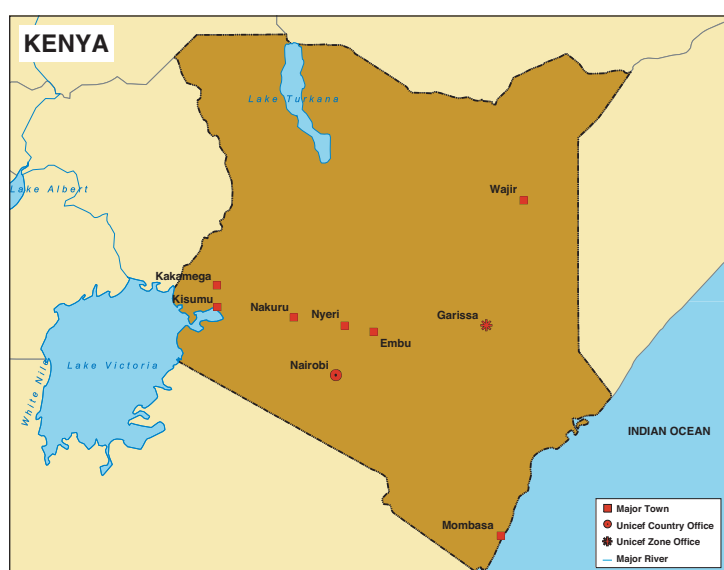 KENYA
Lake Turkana
Lake Albert
Wajir
Kakamega
Kisumu
Nakuru
Nyeri
Garissa
Embu
Nairobi
Lake Victoria
White Nile
INDIAN OCEAN
Mombasa
Major Town
Unicef Country Office
Unicef Zone Office
Major River